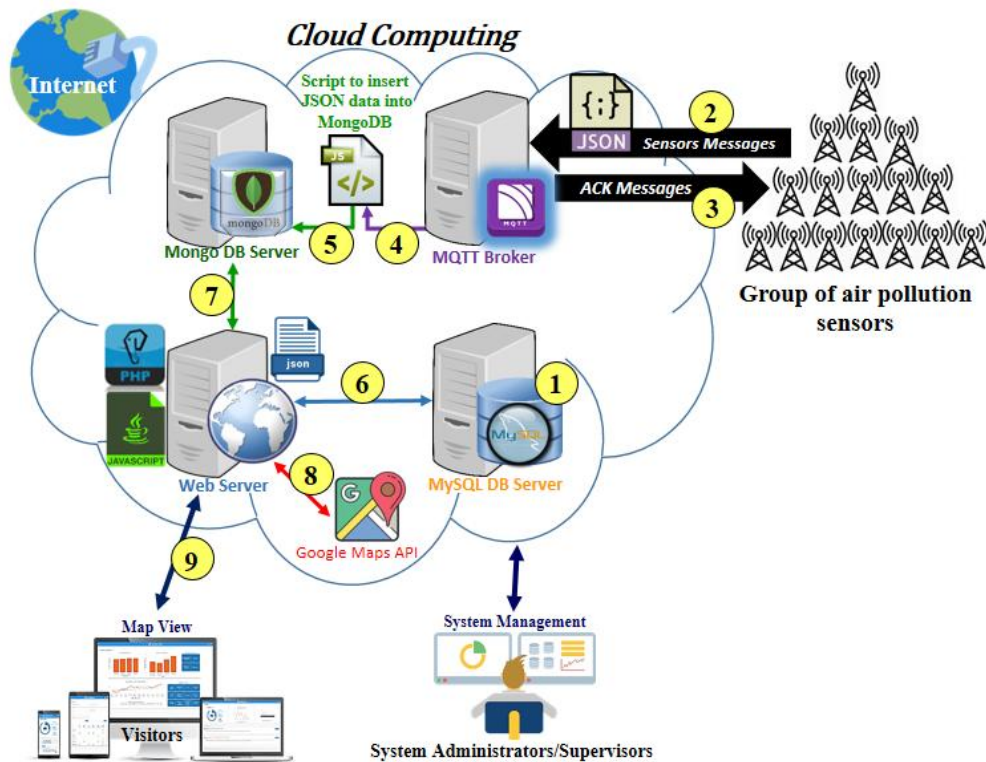 Cloud Computing
Internet
Script to insert
JSON data into
MongoDB
{;}
JSON
2
Sensors Messages
ACK Messages
3
JS
</>
mongoDB
MQTT
5
4
Mongo DB Server
MQTT Broker
Group of air pollution
sensors
7
PHP
json
6
1
MySQL
JAVASCRIPT
Web Server
8
G
MySQL DB Server
Google Maps API
9
Map View
System Management
Visitors
System Administrators/Supervisors